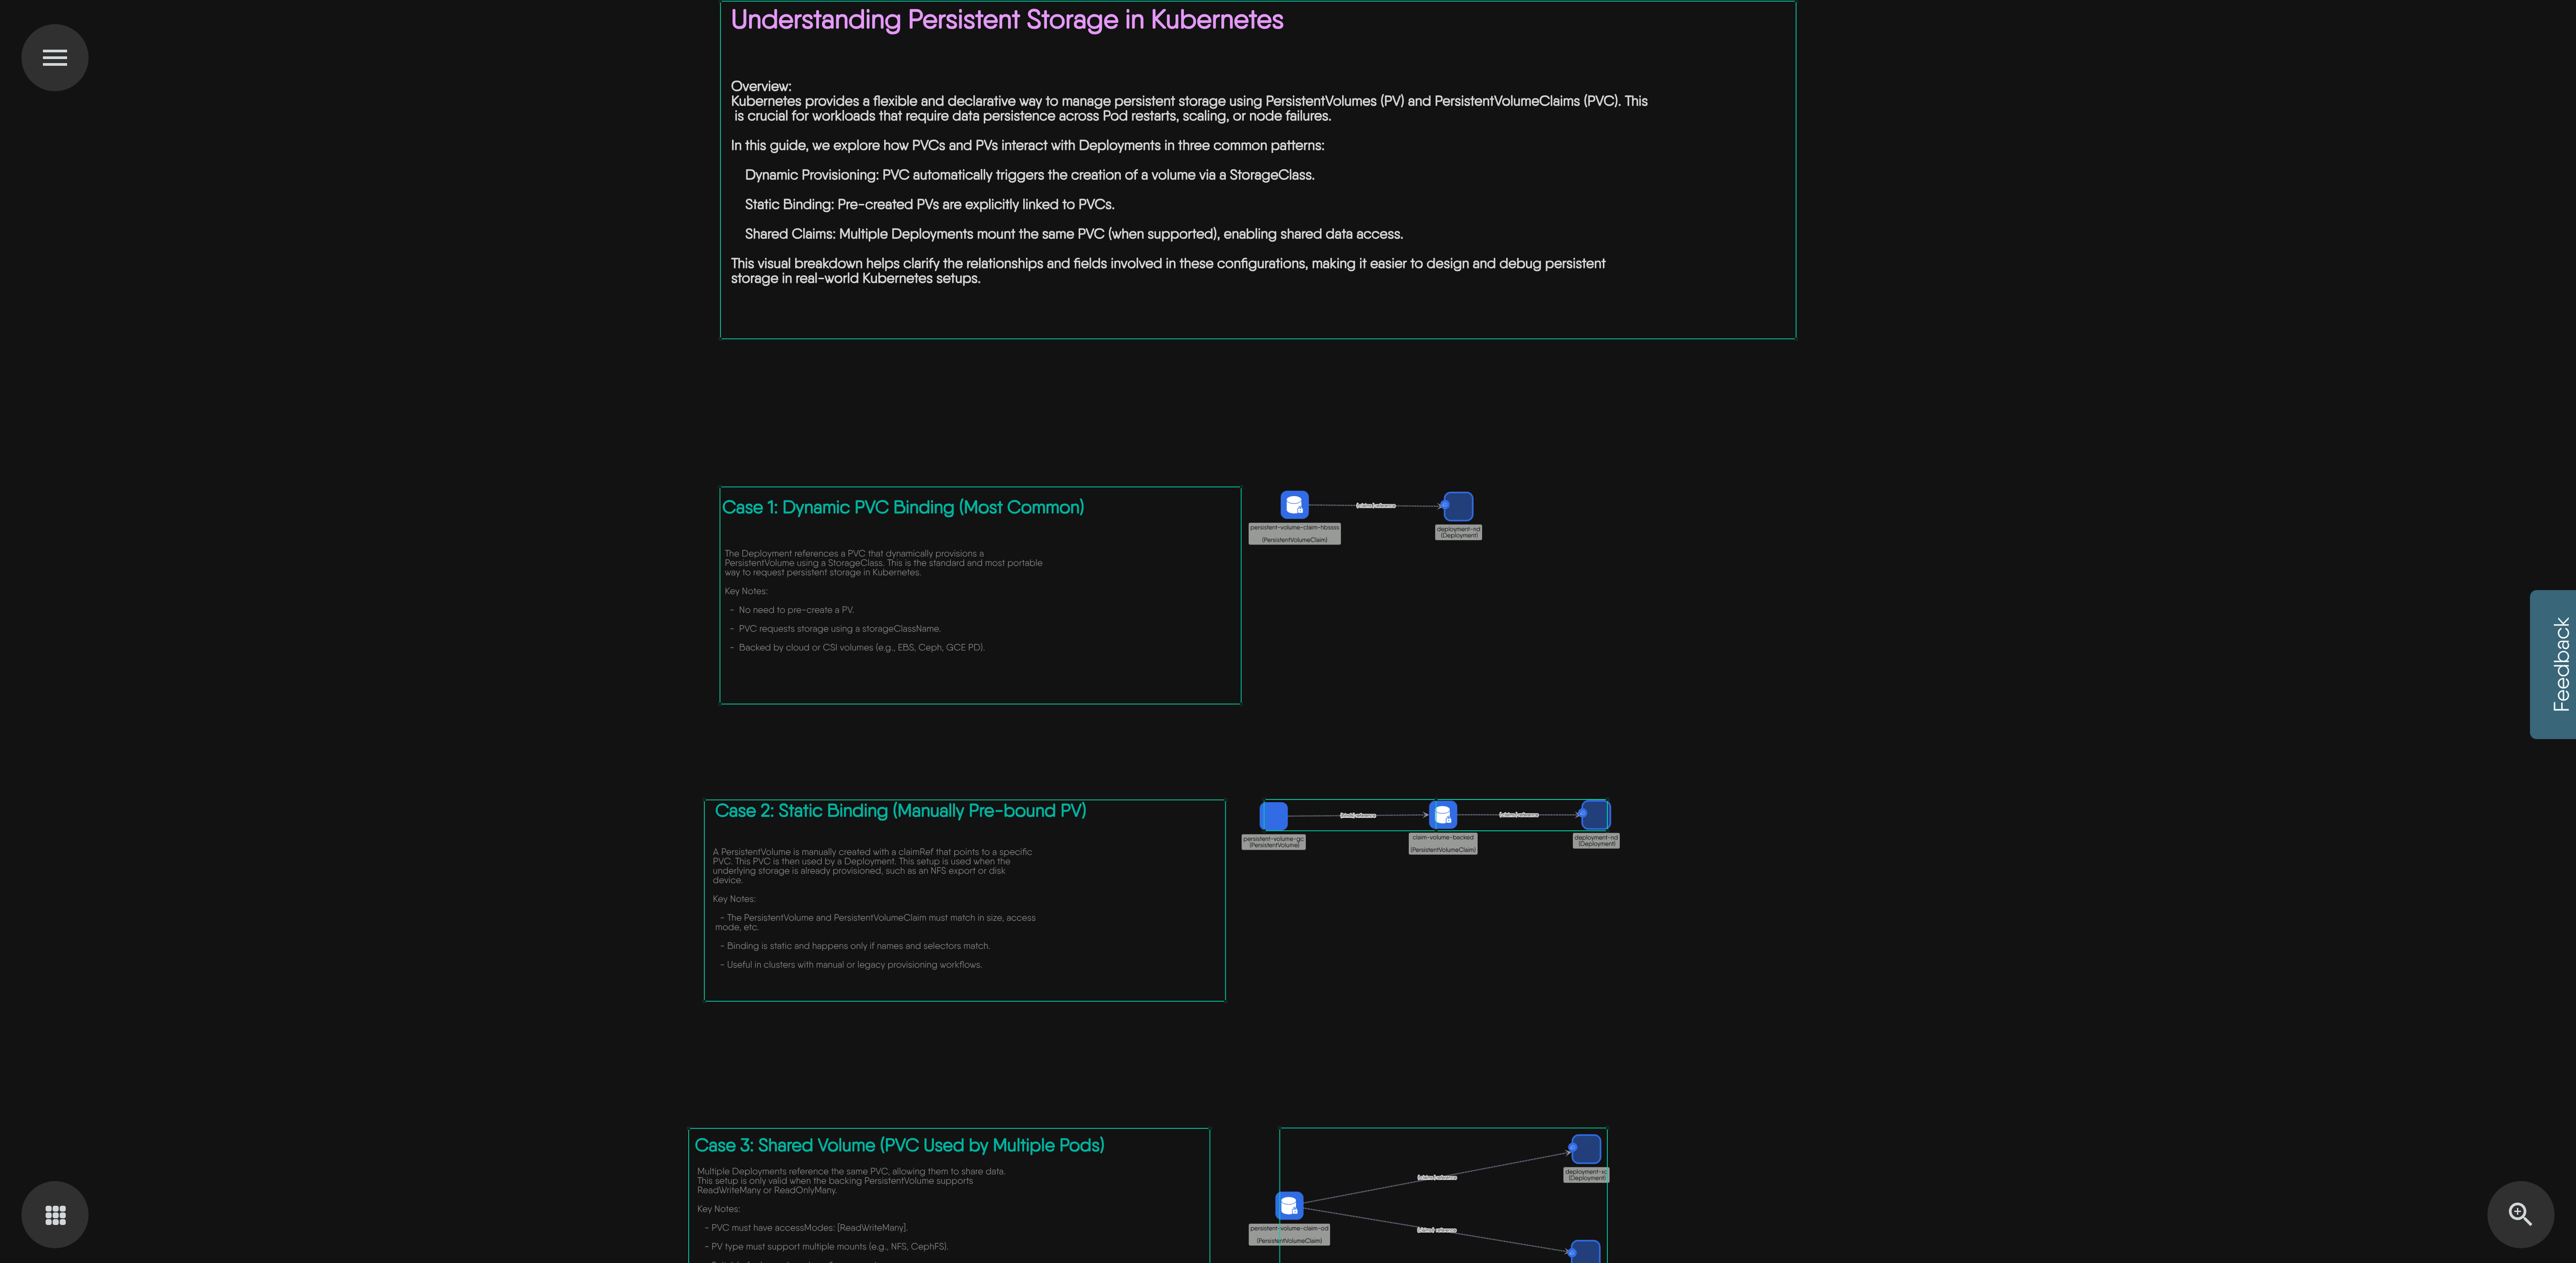 Understanding Persistent Storage in Kubernetes
Overview:
Kubernetes provides a flexible and declarative way to manage persistent storage using PersistentVolumes (PV) and PersistentVolumeClaims (PVC). This
is crucial for workloads that require data persistence across Pod restarts, scaling, or node failures.
In this guide, we explore how PVCs and PVs interact with Deployments in three common patterns:
Dynamic Provisioning: PVC automatically triggers the creation of a volume via a StorageClass.
Static Binding: Pre-created PVs are explicitly linked to PVCs.
Shared Claims: Multiple Deployments mount the same PVC (when supported), enabling shared data access.
This visual breakdown helps clarify the relationships and fields involved in these configurations, making it easier to design and debug persistent
storage in real-world Kubernetes setups.
Case 1: Dynamic PVC Binding (Most Common)
The Deployment references a PVC that dynamically provisions a
PersistentVolume using a StorageClass. This is the standard and most portable
way to request persistent storage in Kubernetes.
Key Notes:
- No need to pre-create a PV.
- PVC requests storage using a storageClassName.
- Backed by cloud or CSI volumes (e.g., EBS, Ceph, GCE PD).
persistent-volume-claim-hbssss
(PersistentVolumeClaim)
deployment-nd
(Deployment)
Case 2: Static Binding (Manually Pre-bound PV)
A PersistentVolume is manually created with a claimRef that points to a specific
PVC. This PVC is then used by a Deployment. This setup is used when the
underlying storage is already provisioned, such as an NFS export or disk
device.
Key Notes:
- The PersistentVolume and PersistentVolumeClaim must match in size, access
mode, etc.
- Binding is static and happens only if names and selectors match.
- Useful in clusters with manual or legacy provisioning workflows.
persistent-volume-gc
(PersistentVolume)
claim-volume-backed
(PersistentVolumeClaim)
deployment-nd
(Deployment)
Case 3: Shared Volume (PVC Used by Multiple Pods)
Multiple Deployments reference the same PVC, allowing them to share data.
This setup is only valid when the backing PersistentVolume supports
ReadWriteMany or ReadOnlyMany.
Key Notes:
- PVC must have accessModes: [ReadWriteMany].
- PV type must support multiple mounts (e.g., NFS, CephFS).
persistent-volume-claim-od
(PersistentVolumeClaim)
deployment-xc
(Deployment)
Feedback